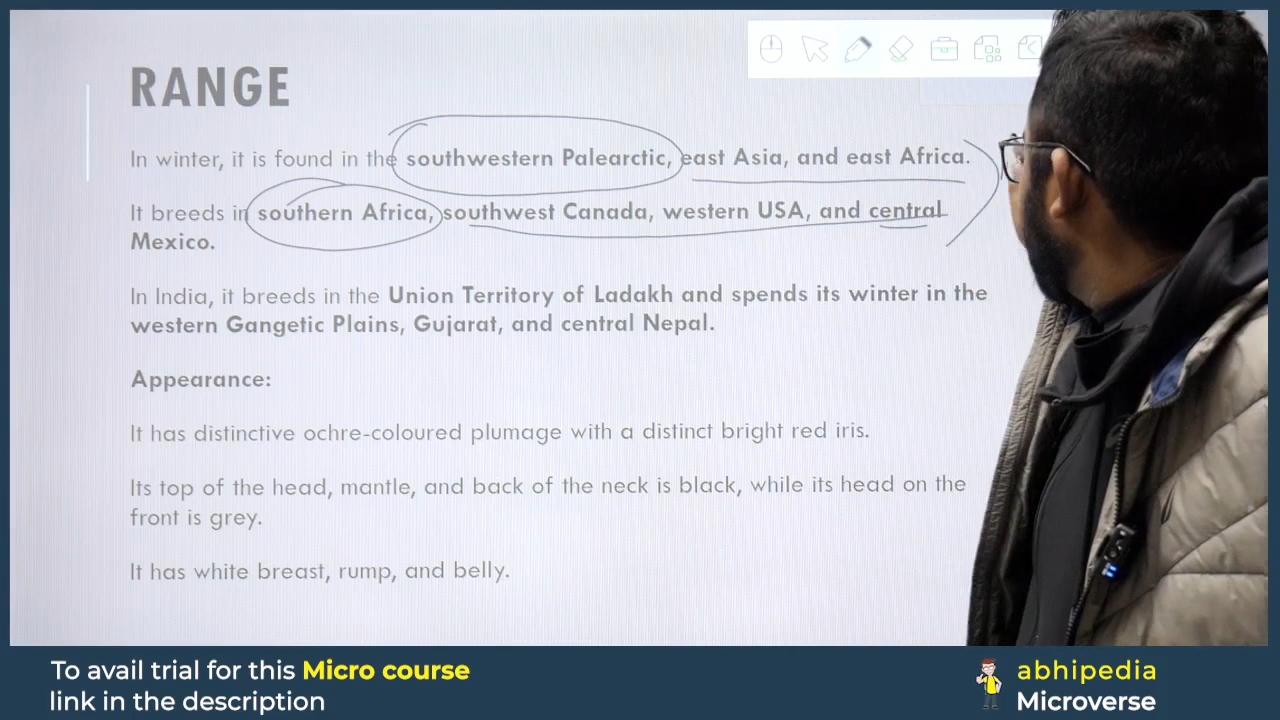 RANGE
In winter, it is found in the southwestern Palearctic, east Asia, and east Africa.
It breeds in southern Africa, southwest Canada, western USA, and central
Mexico.
In India, it breeds in the Union Territory of Ladakh and spends its winter in the
western Gangetic Plains, Gujarat, and central Nepal.
Appearance:
It has distinctive ochre-coloured plumage with a distinct bright red iris.
Its top of the head, mantle, and back of the neck is black, while its head on the
front is grey.
It has white breast, rump, and belly.
To avail trial for this Micro course
link in the description
abhipedia
Microverse